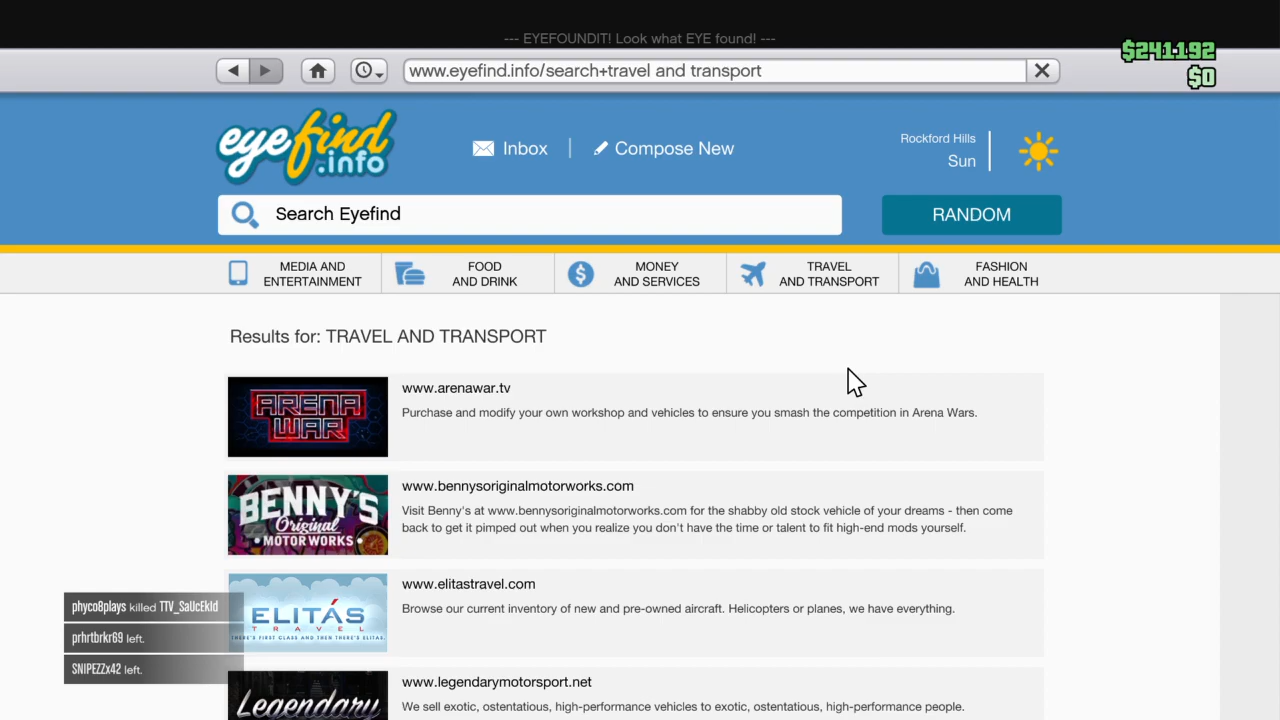 --- EYEFOUNDIT! Look what EYE found! ---
$241192
$0
www.eyefind.info/search+travel and transport
eyefind
.info
Inbox
Compose New
Rockford Hills
Sun
Search Eyefind
RANDOM
MEDIA AND
ENTERTAINMENT
FOOD
AND DRINK
MONEY
AND SERVICES
TRAVEL
AND TRANSPORT
FASHION
AND HEALTH
Results for: TRAVEL AND TRANSPORT
ARENA
WAR
www.arenawar.tv
Purchase and modify your own workshop and vehicles to ensure you smash the competition in Arena Wars.
BENNY'S
Original
MOTOR WORKS
www.bennysoriginalmotorworks.com
Visit Benny's at www.bennysoriginalmotorworks.com for the shabby old stock vehicle of your dreams - then come
back to get it pimped out when you realize you don't have the time or talent to fit high-end mods yourself.
ELITÁS
TRAVEL
THERE'S FIRST CLASS AND THEN THERE'S ELITAS.
www.elitastravel.com
Browse our current inventory of new and pre-owned aircraft. Helicopters or planes, we have everything.
Legendary
www.legendarymotorsport.net
We sell exotic, ostentatious, high-performance vehicles to exotic, ostentatious, high-performance people.
phyco8plays killed TTV_SaUcEkId
prhrtbrkr69 left.
SNIPEZZx42 left.